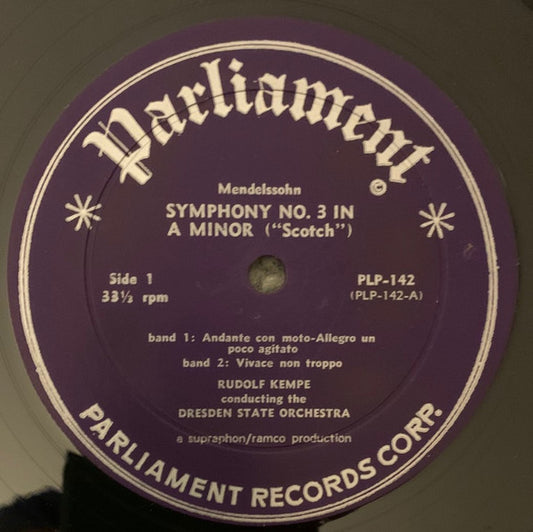 Parliament
©
Mendelssohn
SYMPHONY NO. 3 IN
A MINOR ("Scotch")
Side 1
33⅓ rpm
PLP-142
(PLP-142-A)
band 1: Andante con moto-Allegro un
poco agitato
band 2: Vivace non troppo
RUDOLF KEMPE
conducting the
DRESDEN STATE ORCHESTRA
a supraphon/ramco production
PARLIAMENT RECORDS CORP.